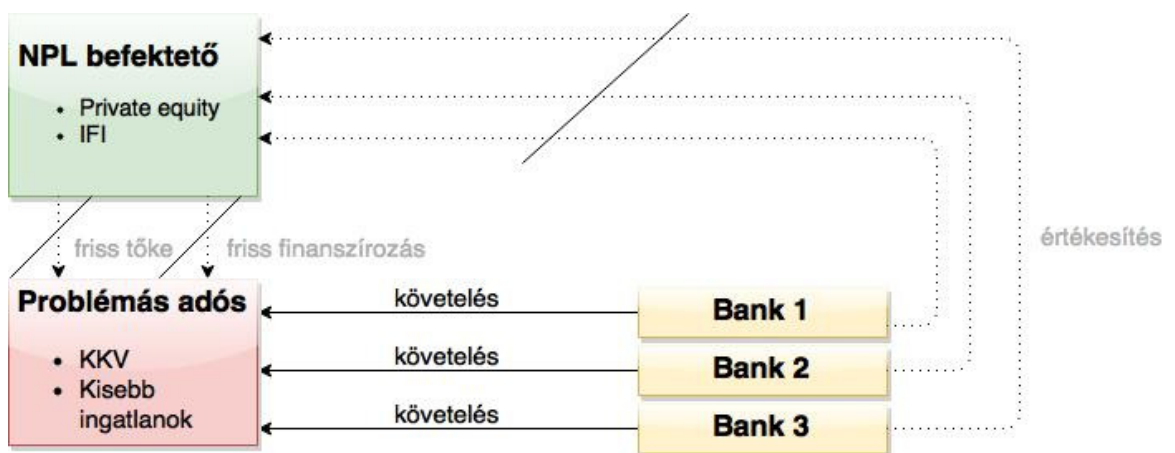 NPL befektető
• Private equity
• IFI
friss tőke
friss finanszírozás
értékesítés
Problémás adós
• KKV
• Kisebb
ingatlanok
követelés
Bank 1
követelés
Bank 2
követelés
Bank 3